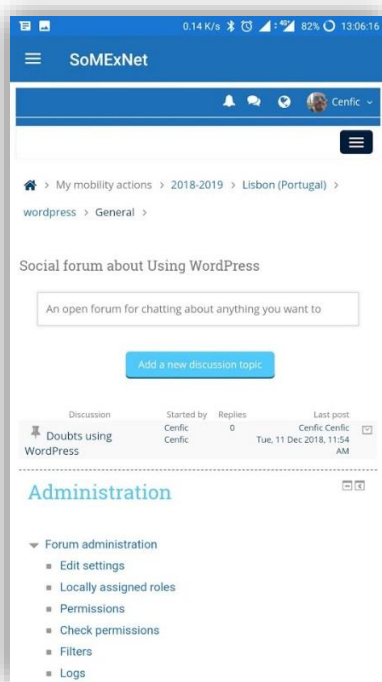 0.14 K/s 4G 82% 13:06:16
SoMExNet
Cenfic
> My mobility actions > 2018-2019 > Lisbon (Portugal) >
wordpress > General >
Social forum about Using WordPress
An open forum for chatting about anything you want to
Add a new discussion topic
Discussion Started by Replies Last post
Doubts using WordPress Cenfic Cenfic 0 Cenfic Cenfic Tue, 11 Dec 2018, 11:54 AM
Administration
Forum administration
Edit settings
Locally assigned roles
Permissions
Check permissions
Filters
Logs